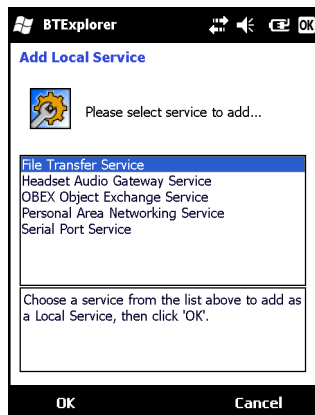 BTExplorer
OK
Add Local Service
Please select service to add...
File Transfer Service
Headset Audio Gateway Service
OBEX Object Exchange Service
Personal Area Networking Service
Serial Port Service
Choose a service from the list above to add as
a Local Service, then click 'OK'.
OK
Cancel